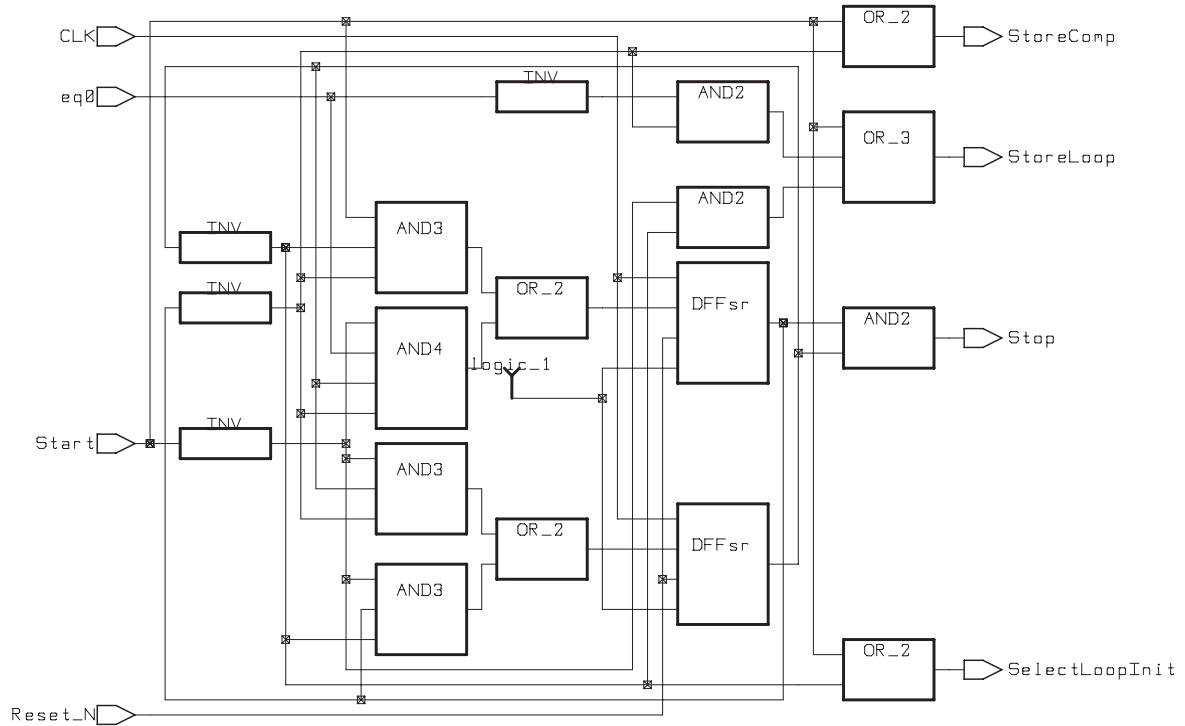 OR_2
CLK
StoreComp
INV
eq0
AND2
OR_3
StoreLoop
AND2
INV
AND3
INV
OR_2
DFFsr
AND2
Stop
AND4
logic_1
INV
Start
AND3
OR_2
DFFsr
AND3
OR_2
SelectLoopInit
Reset_N